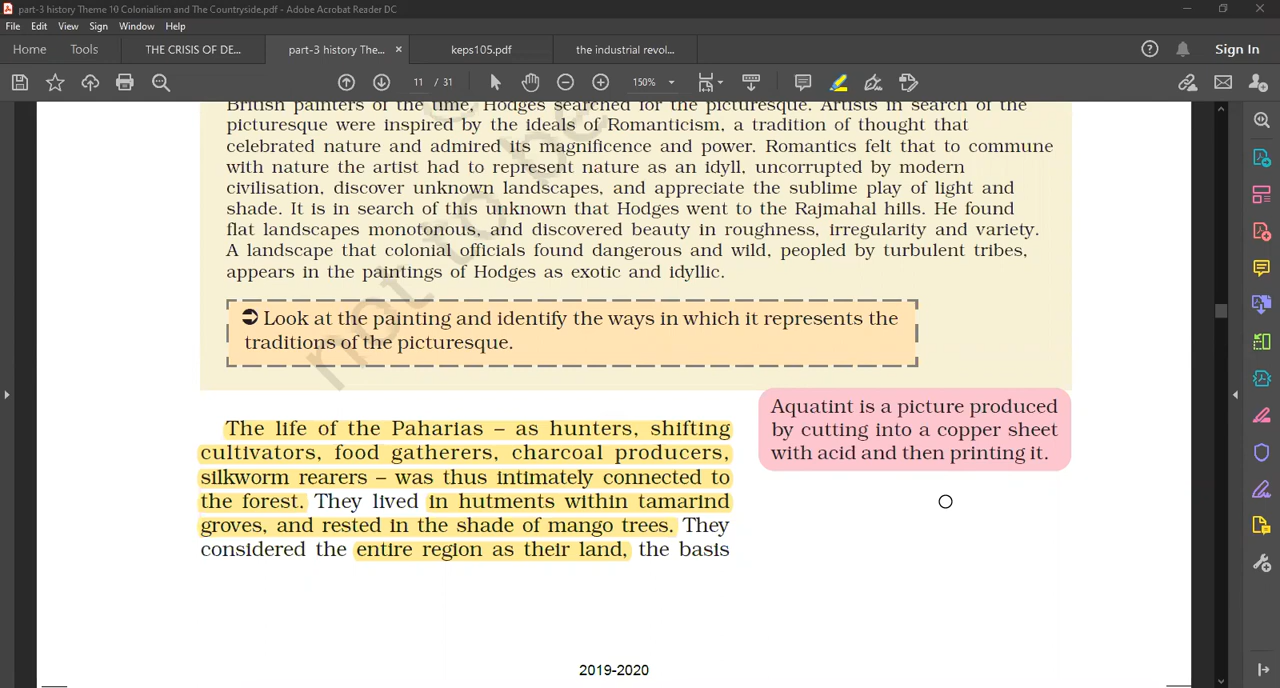 part-3 history Theme 10 Colonialism and The Countryside.pdf - Adobe Acrobat Reader DC
File Edit View Sign Window Help
Home Tools THE CRISIS OF DE... part-3 history The... × keps105.pdf the industrial revol... Sign In
11 / 31 150%
British painters of the time, Hodges searched for the picturesque. Artists in search of the
picturesque were inspired by the ideals of Romanticism, a tradition of thought that
celebrated nature and admired its magnificence and power. Romantics felt that to commune
with nature the artist had to represent nature as an idyll, uncorrupted by modern
civilisation, discover unknown landscapes, and appreciate the sublime play of light and
shade. It is in search of this unknown that Hodges went to the Rajmahal hills. He found
flat landscapes monotonous, and discovered beauty in roughness, irregularity and variety.
A landscape that colonial officials found dangerous and wild, peopled by turbulent tribes,
appears in the paintings of Hodges as exotic and idyllic.
not to be
Look at the painting and identify the ways in which it represents the
traditions of the picturesque.
Aquatint is a picture produced
by cutting into a copper sheet
with acid and then printing it.
The life of the Paharias – as hunters, shifting
cultivators, food gatherers, charcoal producers,
silkworm rearers – was thus intimately connected to
the forest. They lived in hutments within tamarind
groves, and rested in the shade of mango trees. They
considered the entire region as their land, the basis
2019-2020